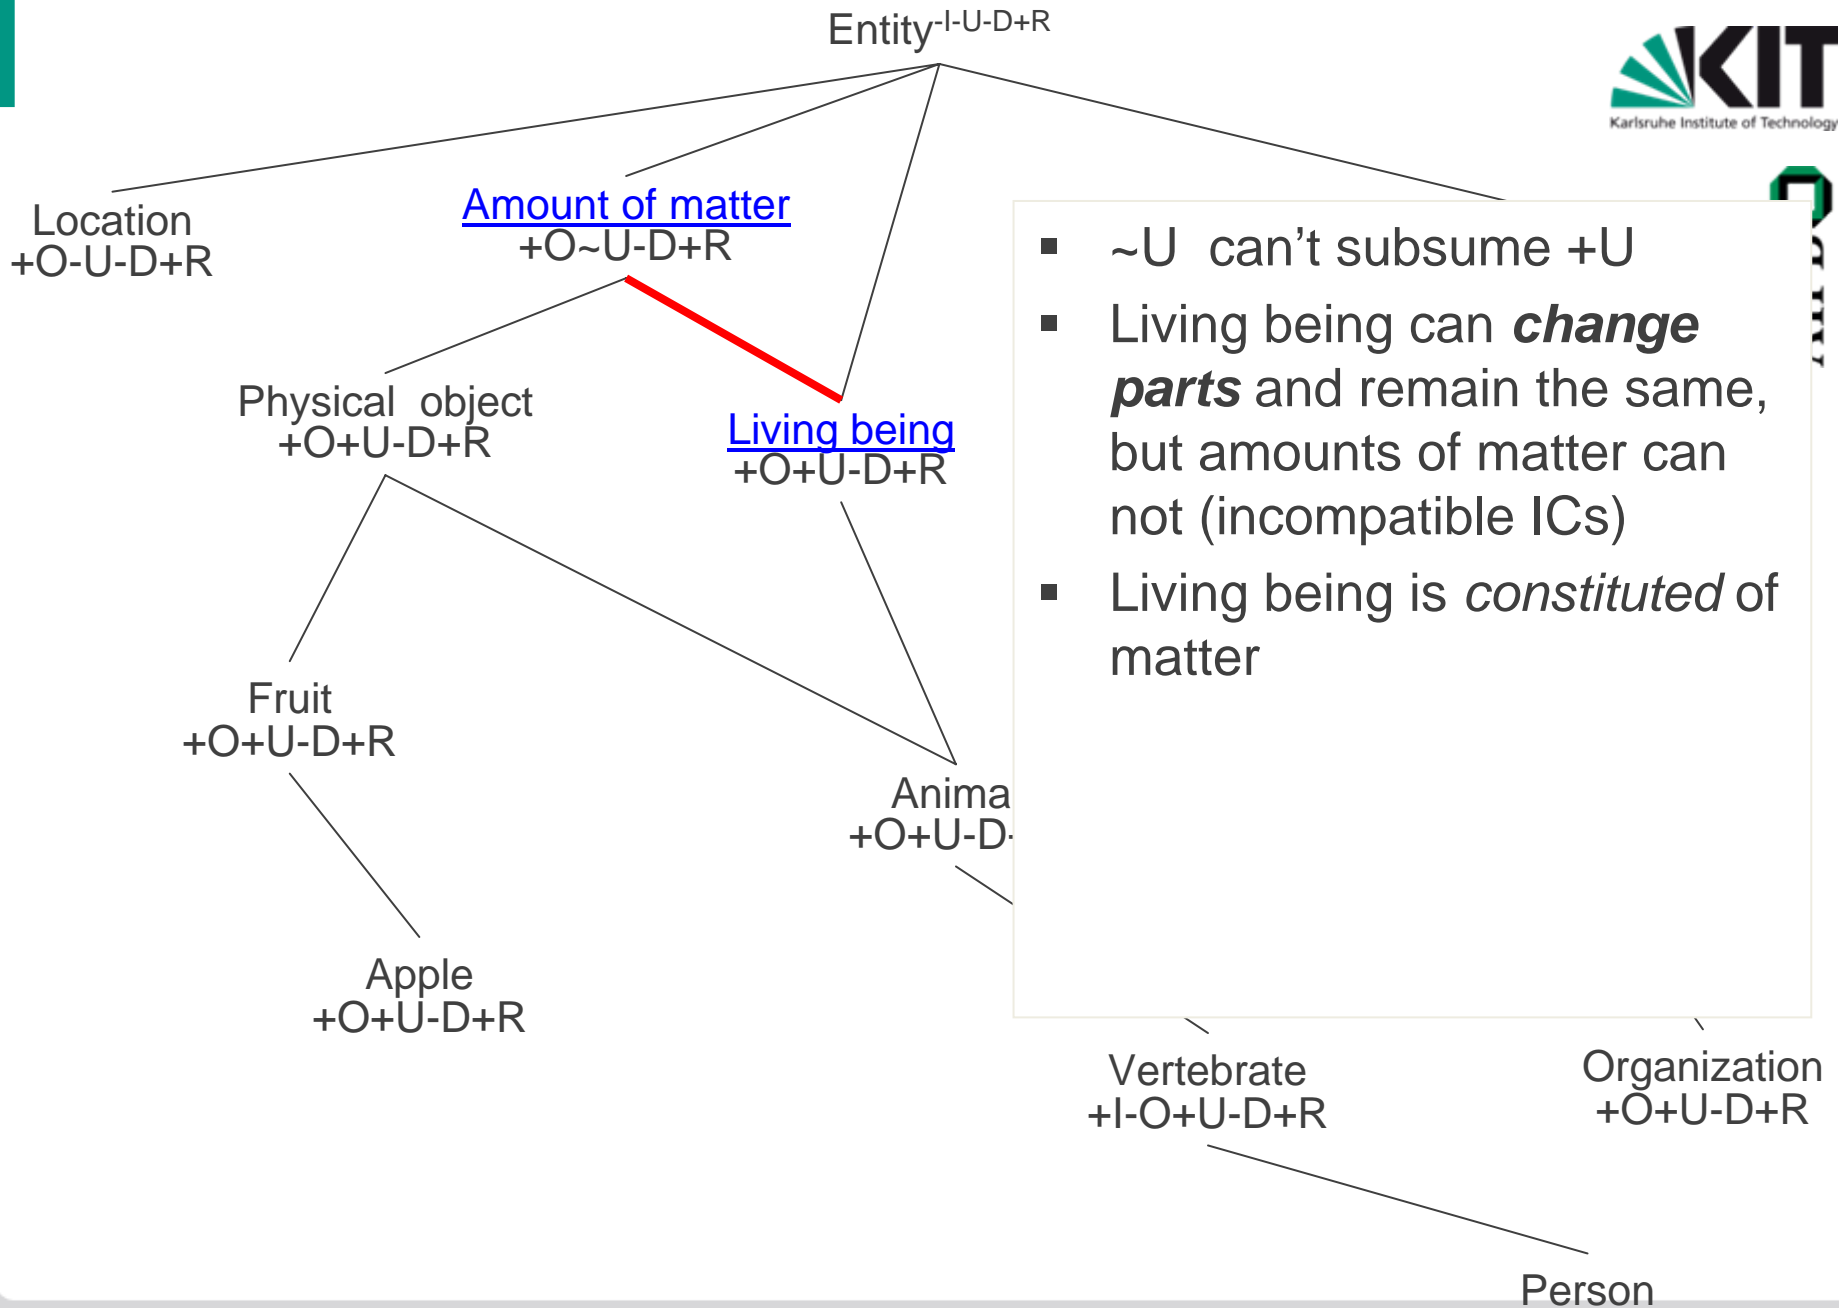 Entity-I-U-D+R
KIT
Karlsruhe Institute of Technology
Location
+O-U-D+R
Amount of matter
+O~U-D+R
▪ ~U can't subsume +U
▪ Living being can change
parts and remain the same,
but amounts of matter can
not (incompatible ICs)
▪ Living being is constituted of
matter
Physical object
+O+U-D+R
Living being
+O+U-D+R
Fruit
+O+U-D+R
Anima
+O+U-D-
Apple
+O+U-D+R
Vertebrate
+I-O+U-D+R
Organization
+O+U-D+R
Person